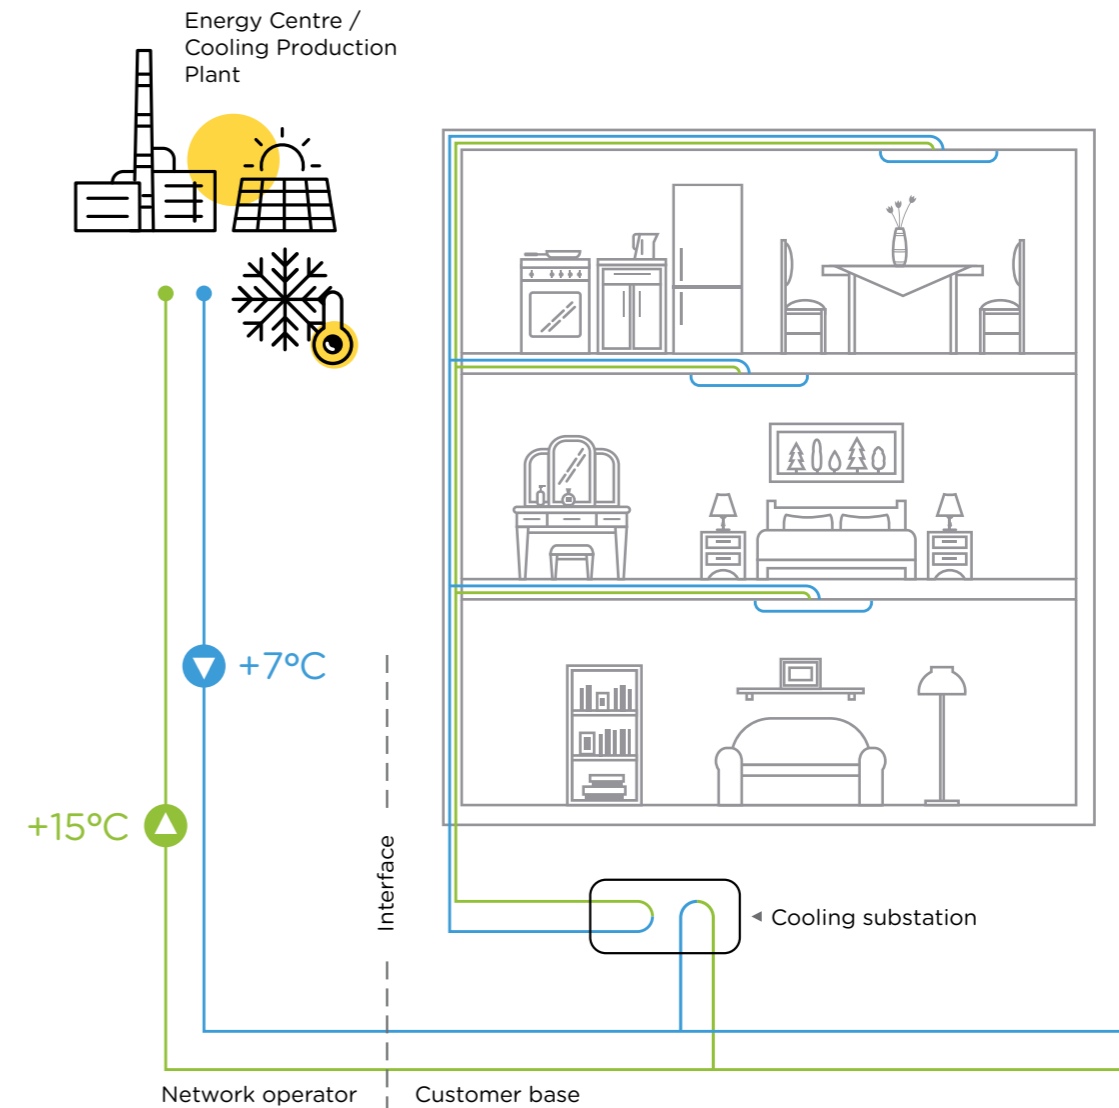 Energy Centre /
Cooling Production
Plant
+7°C
+15°C
Interface
Cooling substation
Network operator
Customer base